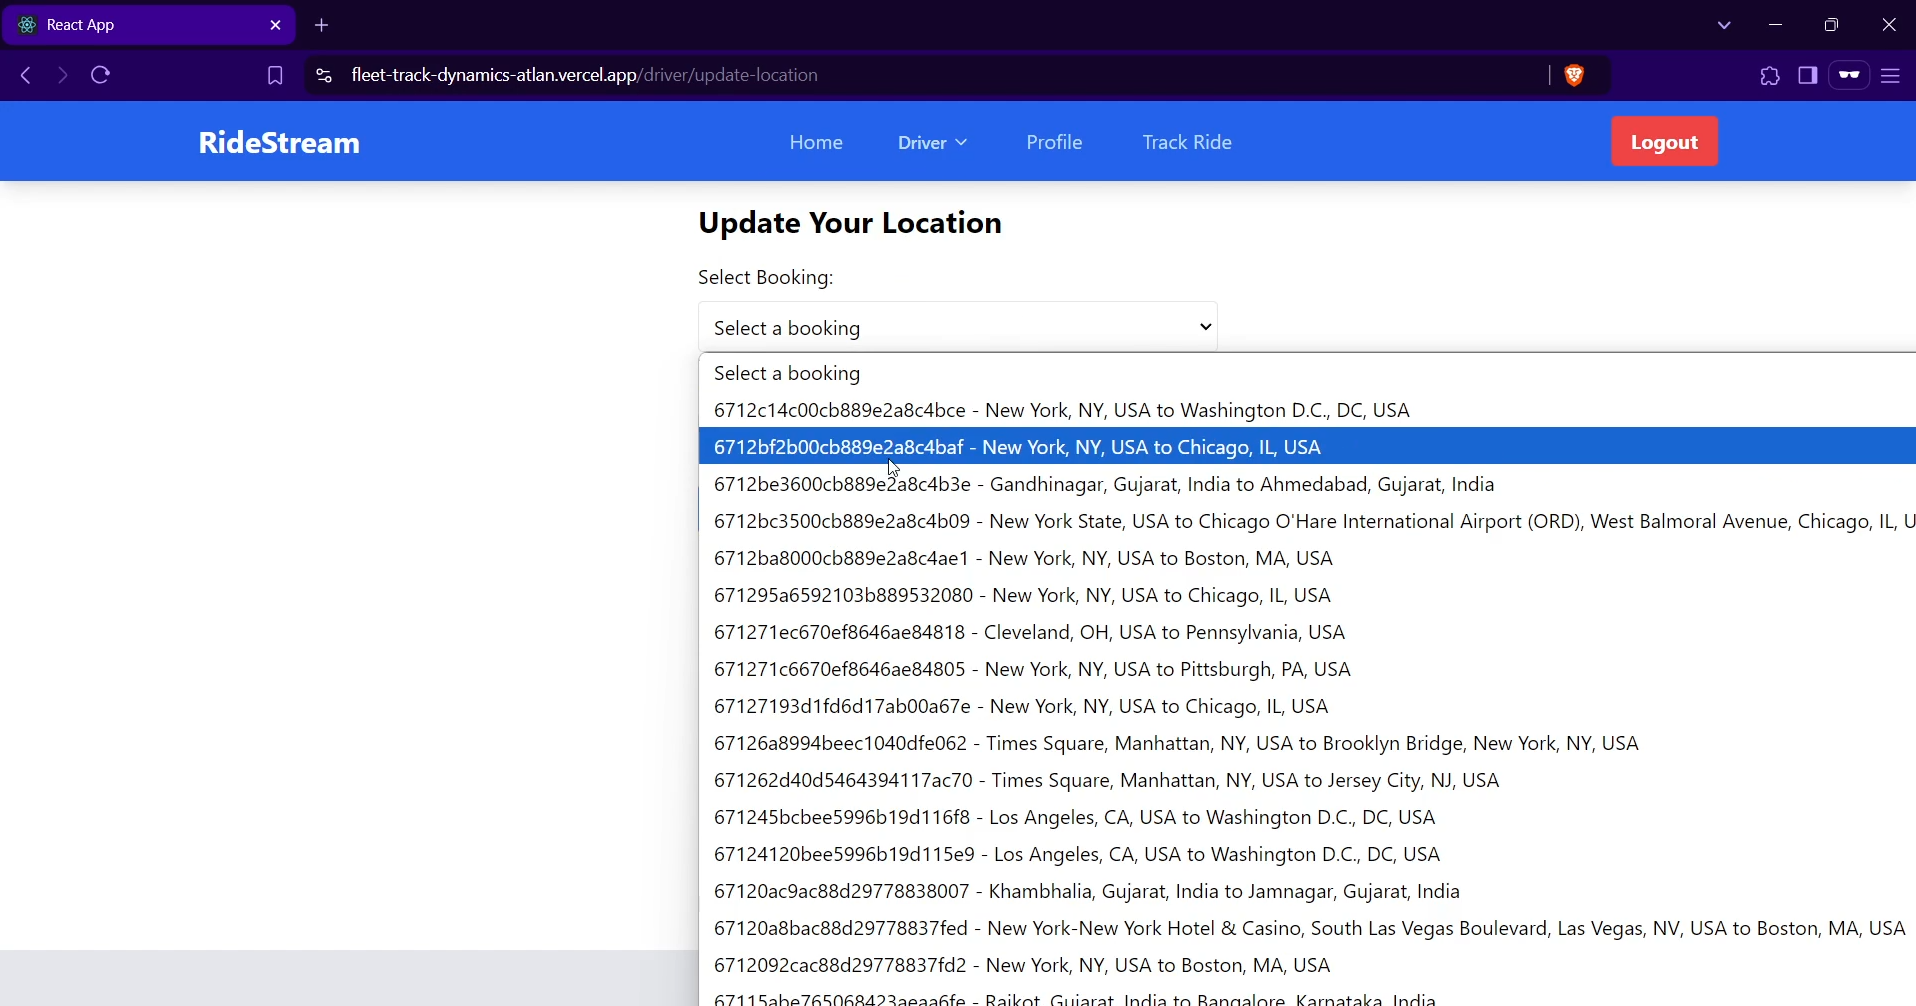 React App
fleet-track-dynamics-atlan.vercel.app/driver/update-location
RideStream Home Driver Profile Track Ride Logout
Update Your Location
Select Booking:
Select a booking
Select a booking
6712c14c00cb889e2a8c4bce - New York, NY, USA to Washington D.C., DC, USA
6712bf2b00cb889e2a8c4baf - New York, NY, USA to Chicago, IL, USA
6712be3600cb889e2a8c4b3e - Gandhinagar, Gujarat, India to Ahmedabad, Gujarat, India
6712bc3500cb889e2a8c4b09 - New York State, USA to Chicago O'Hare International Airport (ORD), West Balmoral Avenue, Chicago, IL, U
6712ba8000cb889e2a8c4ae1 - New York, NY, USA to Boston, MA, USA
671295a6592103b889532080 - New York, NY, USA to Chicago, IL, USA
671271ec670ef8646ae84818 - Cleveland, OH, USA to Pennsylvania, USA
671271c6670ef8646ae84805 - New York, NY, USA to Pittsburgh, PA, USA
67127193d1fd6d17ab00a67e - New York, NY, USA to Chicago, IL, USA
67126a8994beec1040dfe062 - Times Square, Manhattan, NY, USA to Brooklyn Bridge, New York, NY, USA
671262d40d5464394117ac70 - Times Square, Manhattan, NY, USA to Jersey City, NJ, USA
671245bcbee5996b19d116f8 - Los Angeles, CA, USA to Washington D.C., DC, USA
67124120bee5996b19d115e9 - Los Angeles, CA, USA to Washington D.C., DC, USA
67120ac9ac88d29778838007 - Khambhalia, Gujarat, India to Jamnagar, Gujarat, India
67120a8bac88d29778837fed - New York-New York Hotel & Casino, South Las Vegas Boulevard, Las Vegas, NV, USA to Boston, MA, USA
6712092cac88d29778837fd2 - New York, NY, USA to Boston, MA, USA
67115abe765068423aeaa6fe - Rajkot, Gujarat, India to Bangalore, Karnataka, India